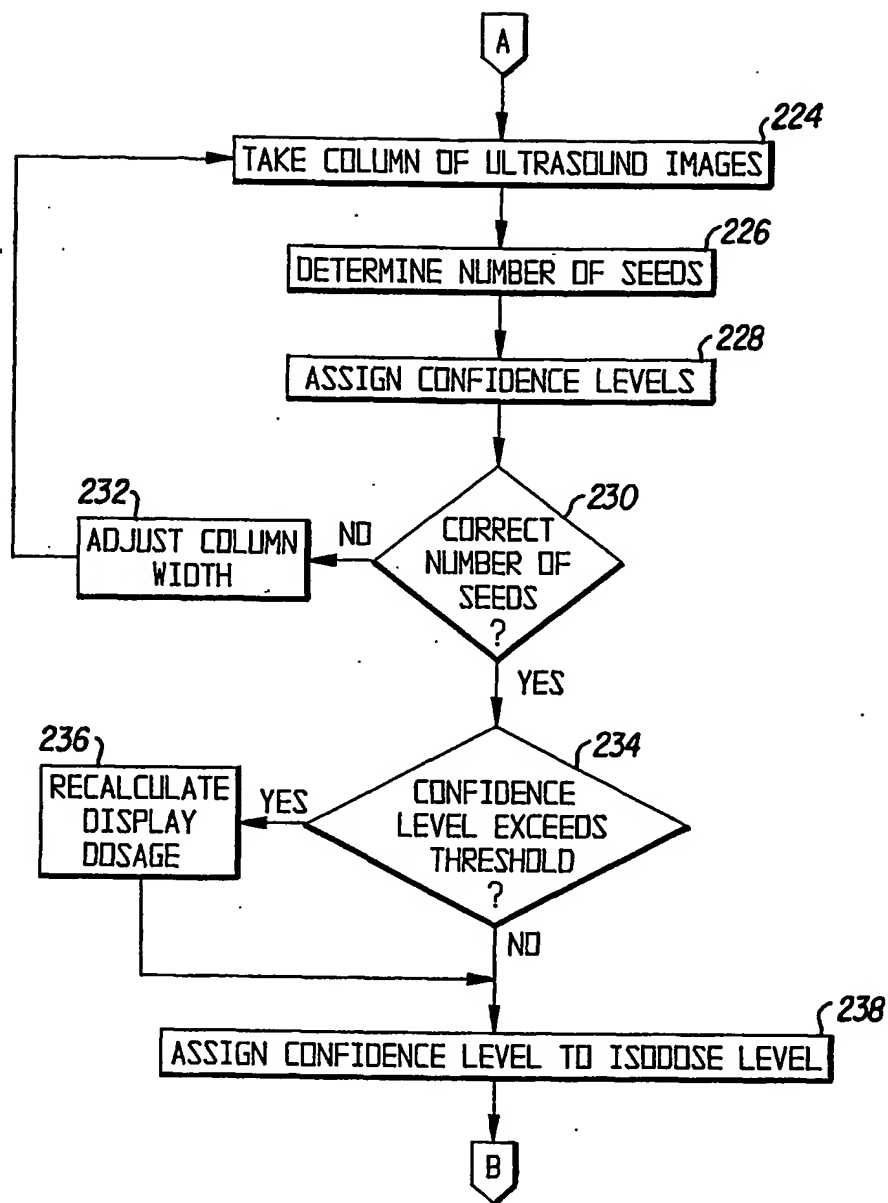 A
224
TAKE COLUMN OF ULTRASOUND IMAGES
226
DETERMINE NUMBER OF SEEDS
228
ASSIGN CONFIDENCE LEVELS
230
CORRECT
NUMBER OF
SEEDS
?
NO
232
ADJUST COLUMN
WIDTH
YES
234
CONFIDENCE
LEVEL EXCEEDS
THRESHOLD
?
YES
236
RECALCULATE
DISPLAY
DOSAGE
NO
238
ASSIGN CONFIDENCE LEVEL TO ISODOSE LEVEL
B